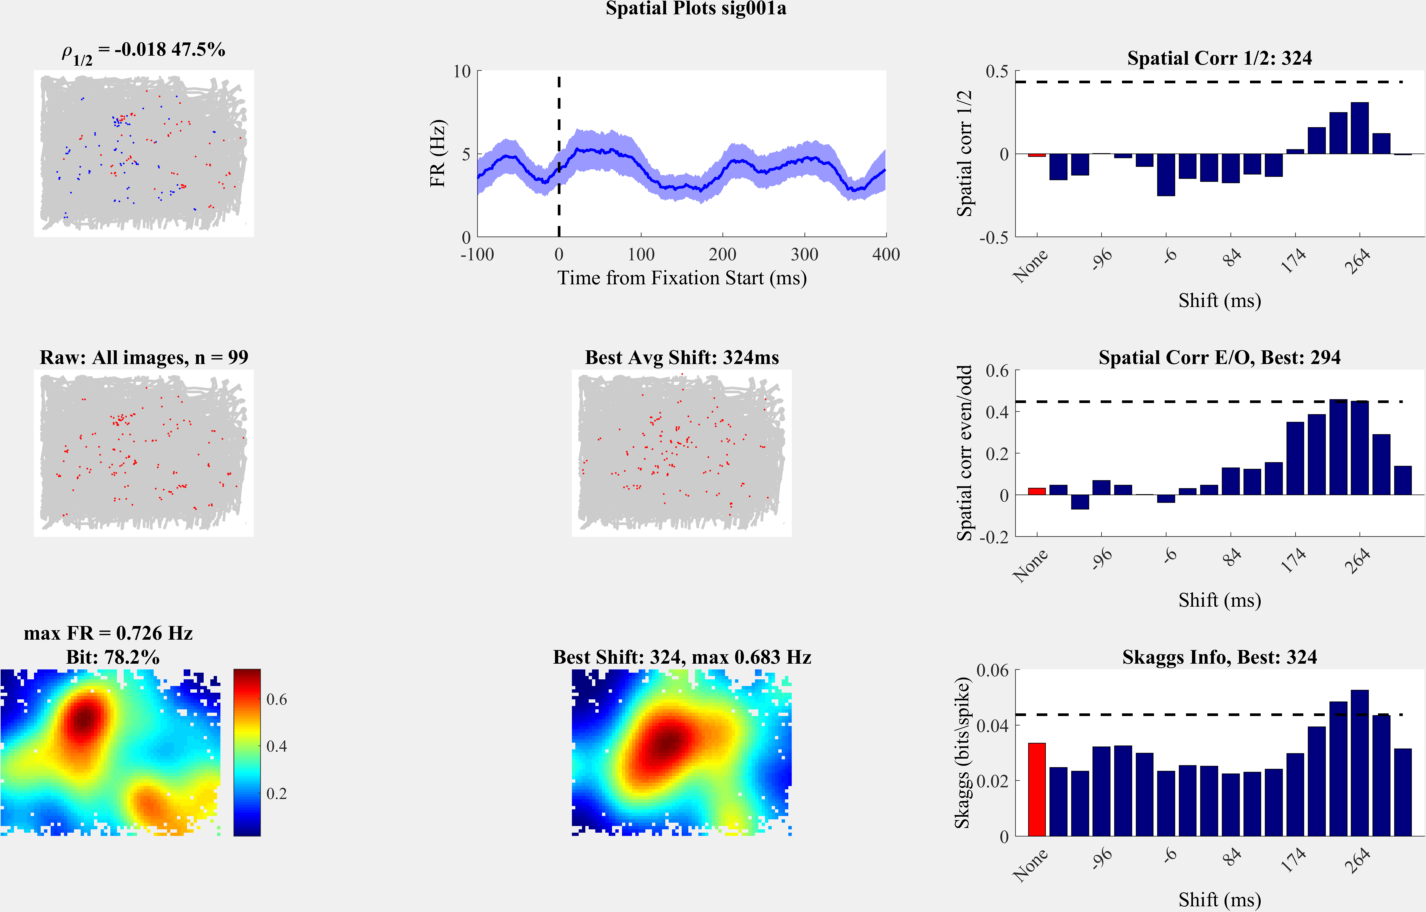 Spatial Plots sig001a
ρ1/2 = -0.018 47.5%
10
5
0
FR (Hz)
-100 0 100 200 300 400
Time from Fixation Start (ms)
Spatial Corr 1/2: 324
0.5
0
-0.5
Spatial corr 1/2
None -96 -6 84 174 264
Shift (ms)
Raw: All images, n = 99
Best Avg Shift: 324ms
Spatial Corr E/O, Best: 294
0.6
0.4
0.2
0
-0.2
Spatial corr even/odd
None -96 -6 84 174 264
Shift (ms)
max FR = 0.726 Hz
Bit: 78.2%
0.6
0.4
0.2
Best Shift: 324, max 0.683 Hz
Skaggs Info, Best: 324
0.06
0.04
0.02
0
Skaggs (bits\spike)
None -96 -6 84 174 264
Shift (ms)